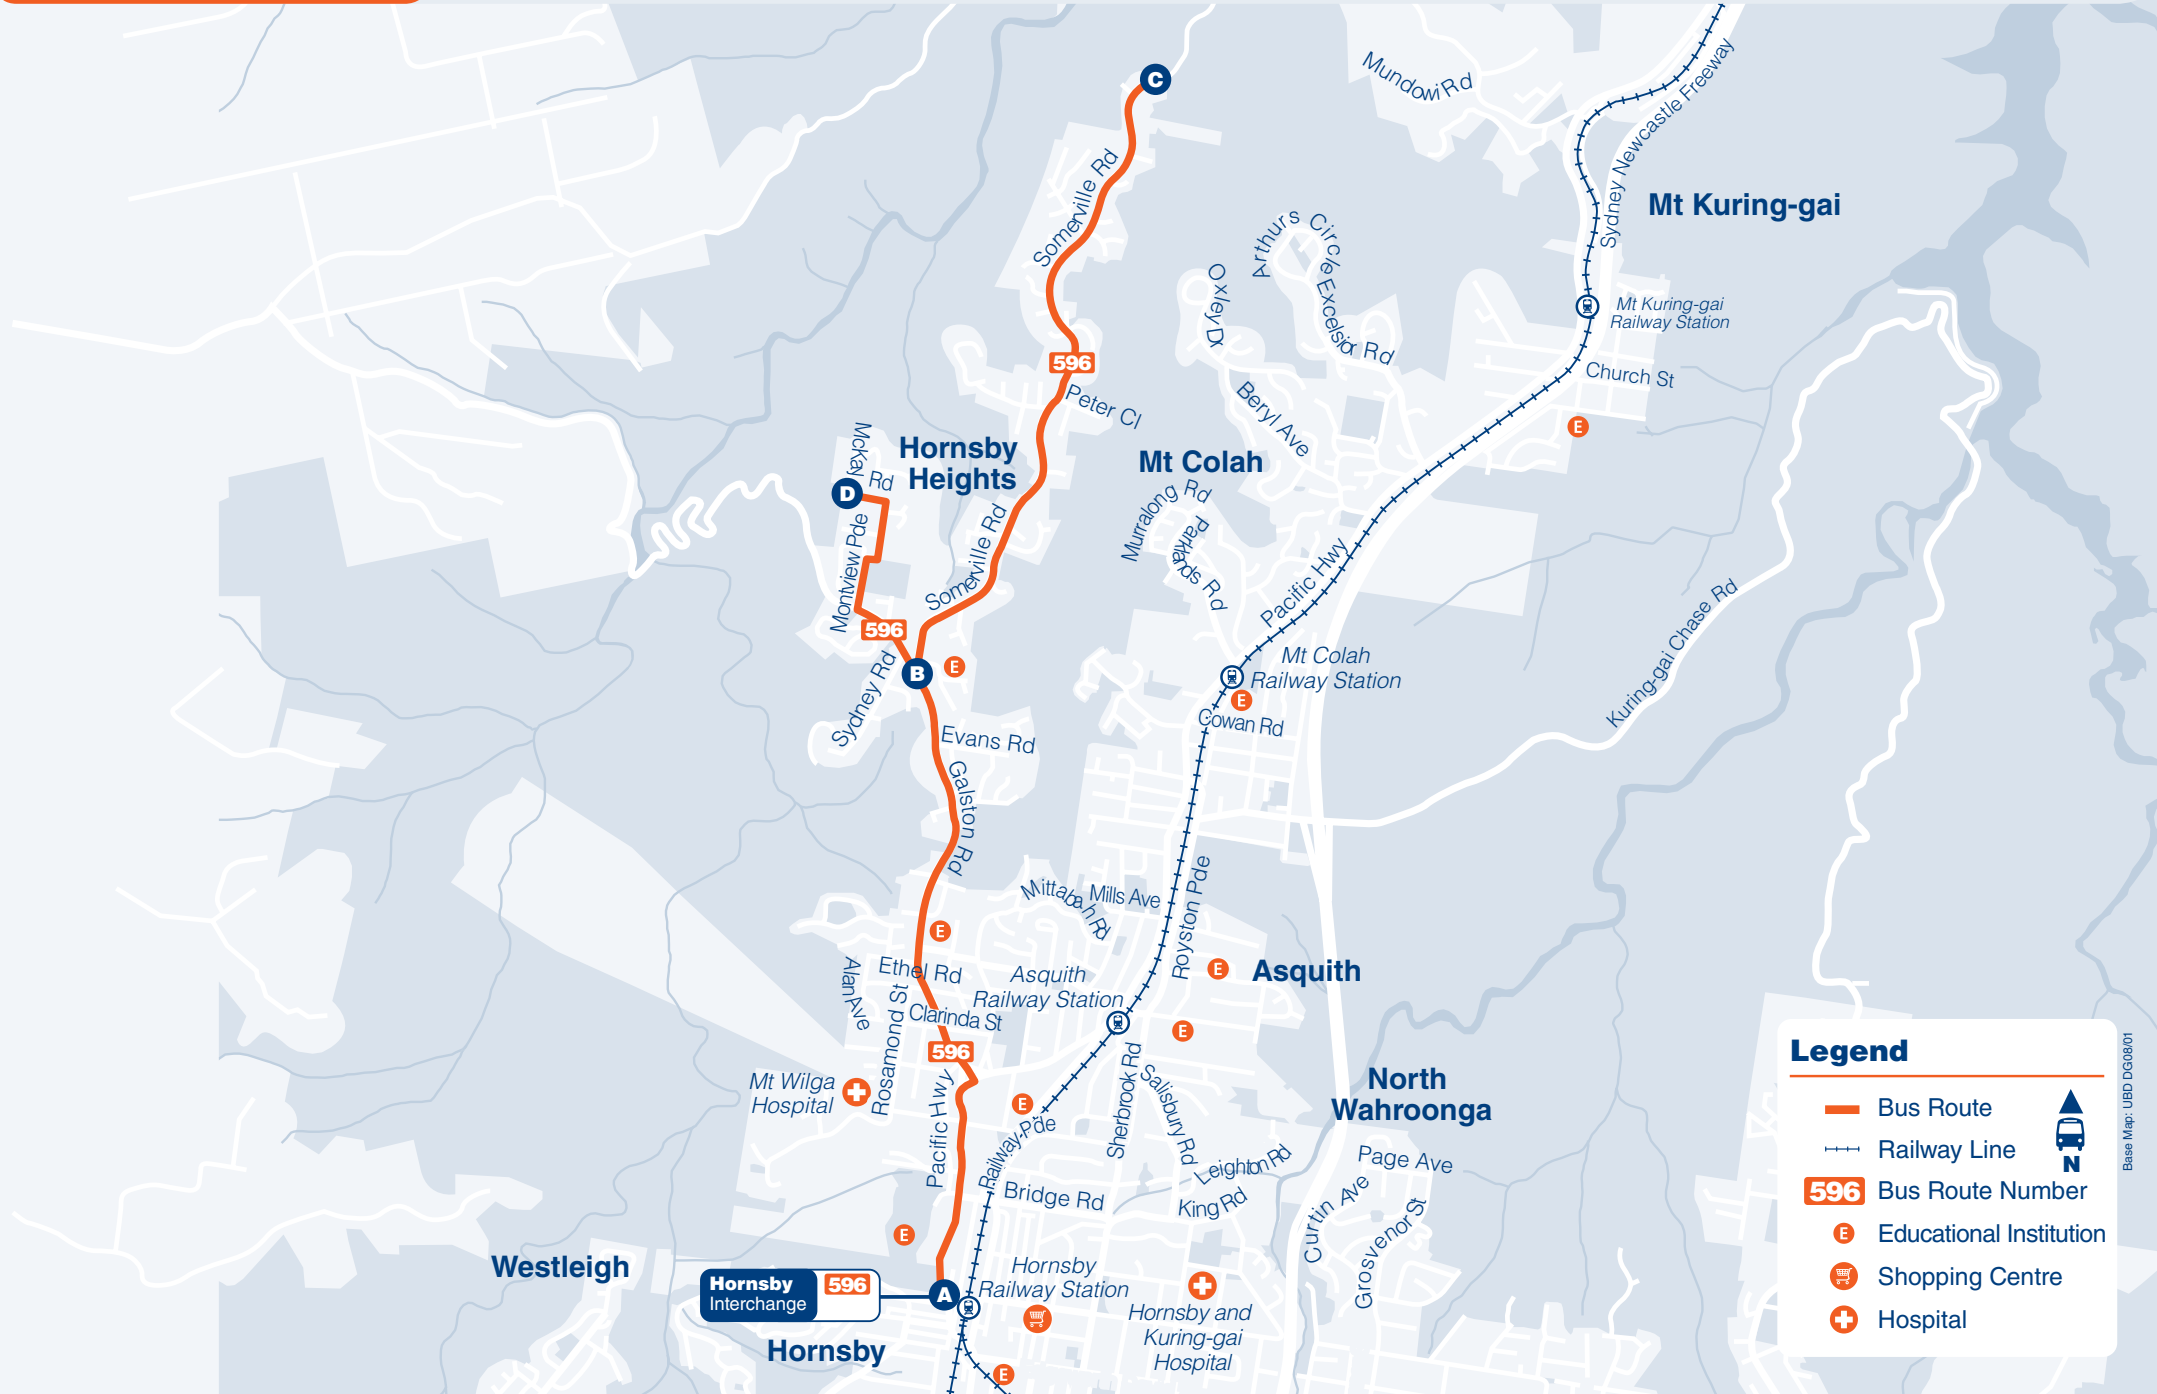 C
Mundowi Rd
Sydney Newcastle Freeway
Somerville Rd
Mt Kuring-gai
Arthurs Circle
Oxley Dr
Excelsior Rd
Mt Kuring-gai
Railway Station
596
Church St
Peter Cl
Beryl Ave
E
McKay Rd
Hornsby
Heights
Mt Colah
D
Murralong Rd
Parklands Rd
Montview Pde
Somerville Rd
Pacific Hwy
Kuring-gai Chase Rd
596
B
E
Mt Colah
Railway Station
E
Sydney Rd
Cowan Rd
Evans Rd
Galston Rd
Mittabah Rd
Mills Ave
Royston Pde
E
Alan Ave
Ethel Rd
Asquith
Railway Station
E
Asquith
Rosamond St
Clarinda St
E
596
Mt Wilga
Hospital
Pacific Hwy
E
Railway Pde
Sherbrook Rd
Salisbury Rd
North
Wahroonga
Leighton Rd
Page Ave
Bridge Rd
King Rd
Curtin Ave
Grosvenor St
E
Westleigh
Hornsby
Interchange
596
A
Hornsby
Railway Station
Hornsby and
Kuring-gai
Hospital
Hornsby
E
Legend
Bus Route
Railway Line
N
596 Bus Route Number
E Educational Institution
Shopping Centre
Hospital
Base Map: UBD DG08/01